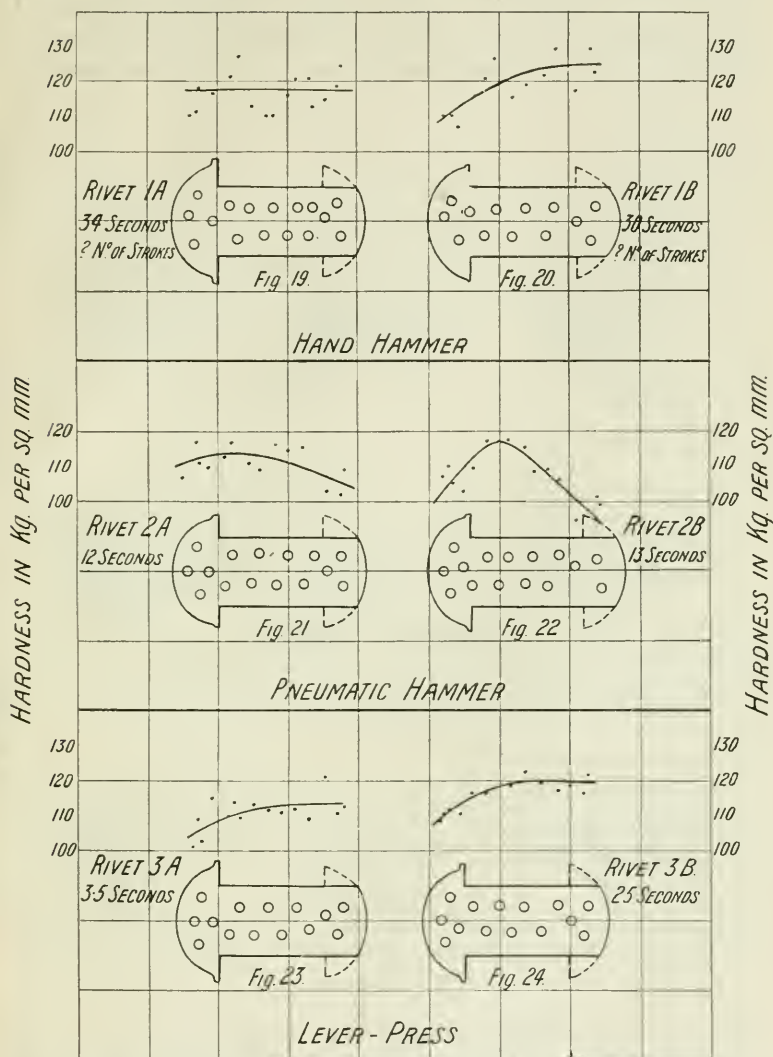 130
120
110
100
130
120
110
100
RIVET 1A
34 SECONDS
? No. OF STROKES
Fig 19.
RIVET 1B
SECONDS
? No. OF STROKES
Fig. 20.
HAND HAMMER
HARDNESS IN Kg. PER SQ. mm.
HARDNESS IN Kg. PER SQ. mm.
120
110
100
120
110
100
RIVET 2A
12 SECONDS
Fig. 21
RIVET 2B
13 SECONDS
Fig. 22
PNEUMATIC HAMMER
130
120
110
100
130
120
110
100
RIVET 3A
3·5 SECONDS
Fig. 23.
RIVET 3B.
25 SECONDS
Fig. 24.
LEVER-PRESS